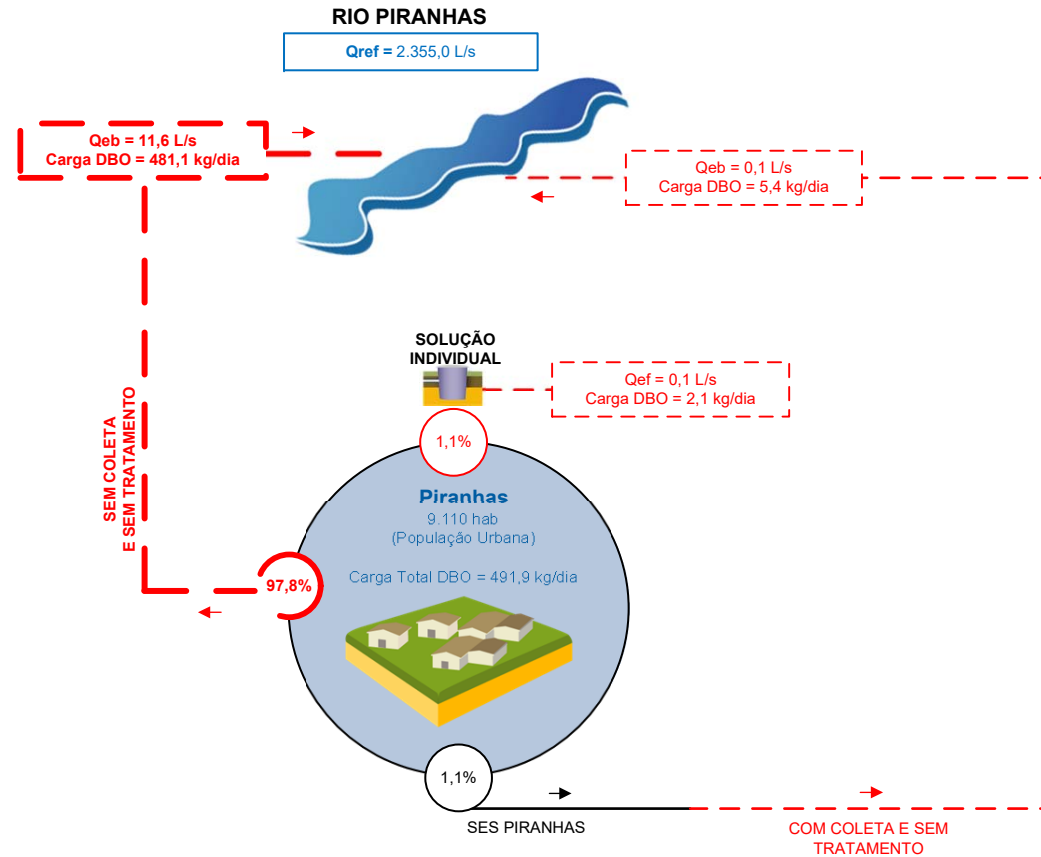 RIO PIRANHAS
Qref = 2.355,0 L/s
Qeb = 11,6 L/s
Carga DBO = 481,1 kg/dia
Qeb = 0,1 L/s
Carga DBO = 5,4 kg/dia
SOLUÇÃO
INDIVIDUAL
Qef = 0,1 L/s
Carga DBO = 2,1 kg/dia
SEM COLETA
E SEM TRATAMENTO
1,1%
Piranhas
9.110 hab
(População Urbana)
Carga Total DBO = 491,9 kg/dia
97,8%
1,1%
SES PIRANHAS
COM COLETA E SEM
TRATAMENTO